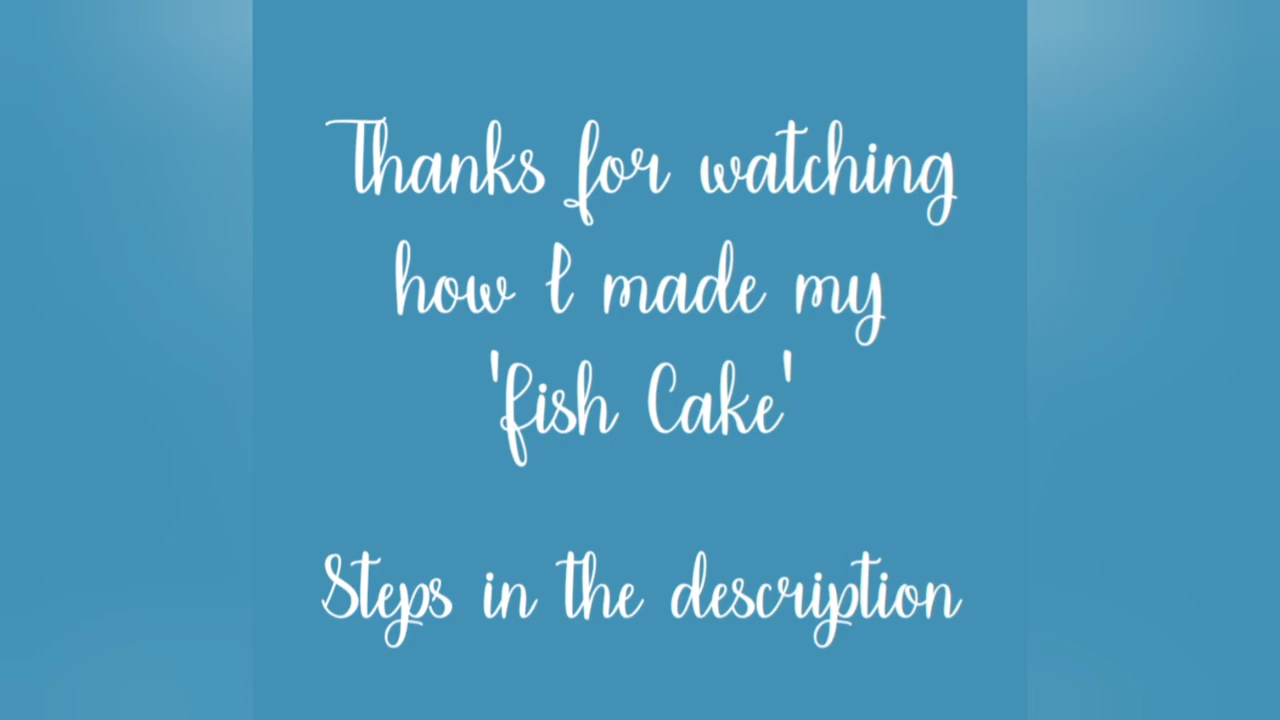 Thanks for watching
how I made my
'fish Cake'
Steps in the description